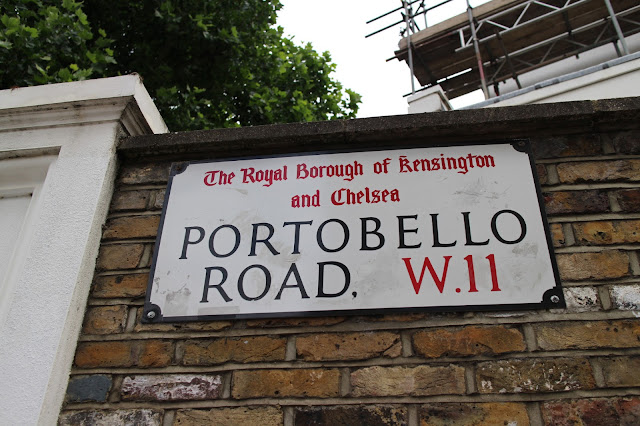 The Royal Borough of Kensington
and Chelsea
PORTOBELLO
ROAD, W.11